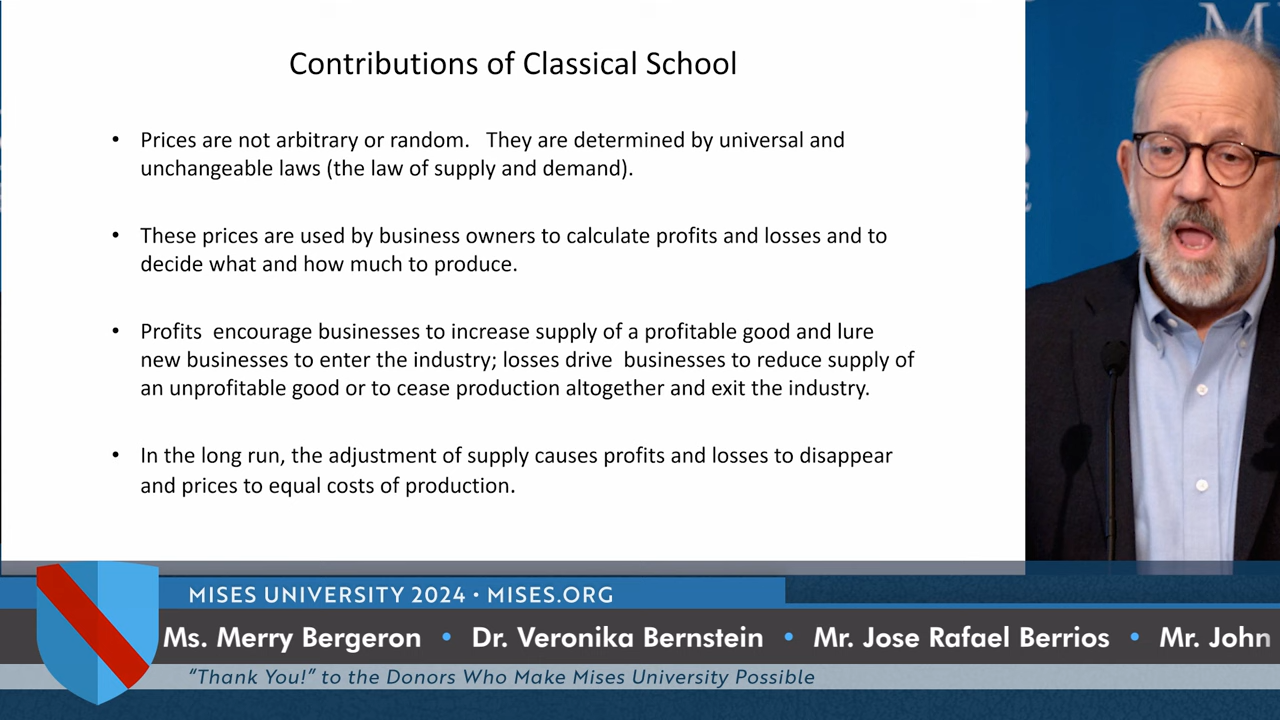 Contributions of Classical School
• Prices are not arbitrary or random. They are determined by universal and
unchangeable laws (the law of supply and demand).
• These prices are used by business owners to calculate profits and losses and to
decide what and how much to produce.
• Profits encourage businesses to increase supply of a profitable good and lure
new businesses to enter the industry; losses drive businesses to reduce supply of
an unprofitable good or to cease production altogether and exit the industry.
• In the long run, the adjustment of supply causes profits and losses to disappear
and prices to equal costs of production.
MISES UNIVERSITY 2024 • MISES.ORG
Ms. Merry Bergeron • Dr. Veronika Bernstein • Mr. Jose Rafael Berrios • Mr. John
“Thank You!” to the Donors Who Make Mises University Possible